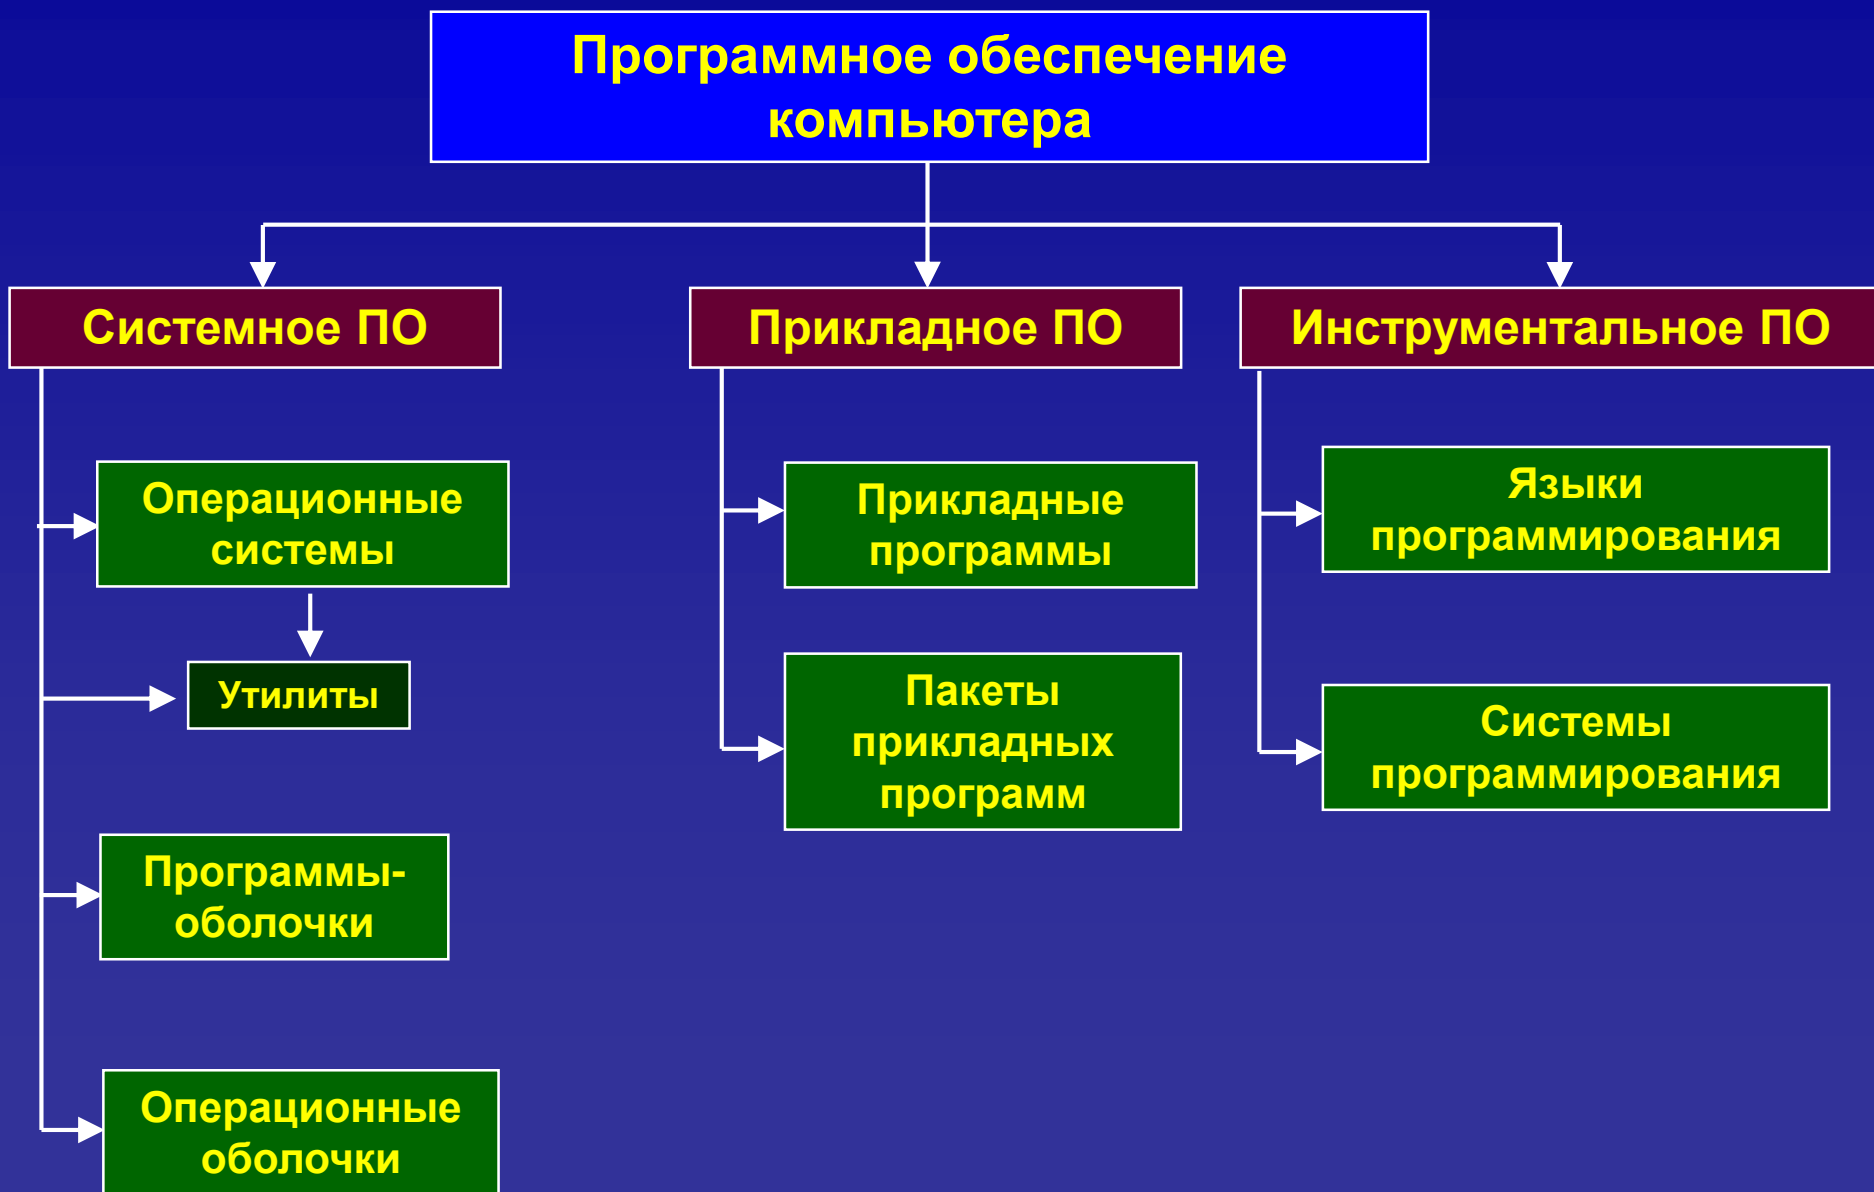 Программное обеспечение
компьютера
Системное ПО
Прикладное ПО
Инструментальное ПО
Операционные
системы
Утилиты
Программы-
оболочки
Операционные
оболочки
Прикладные
программы
Пакеты
прикладных
программ
Языки
программирования
Системы
программирования